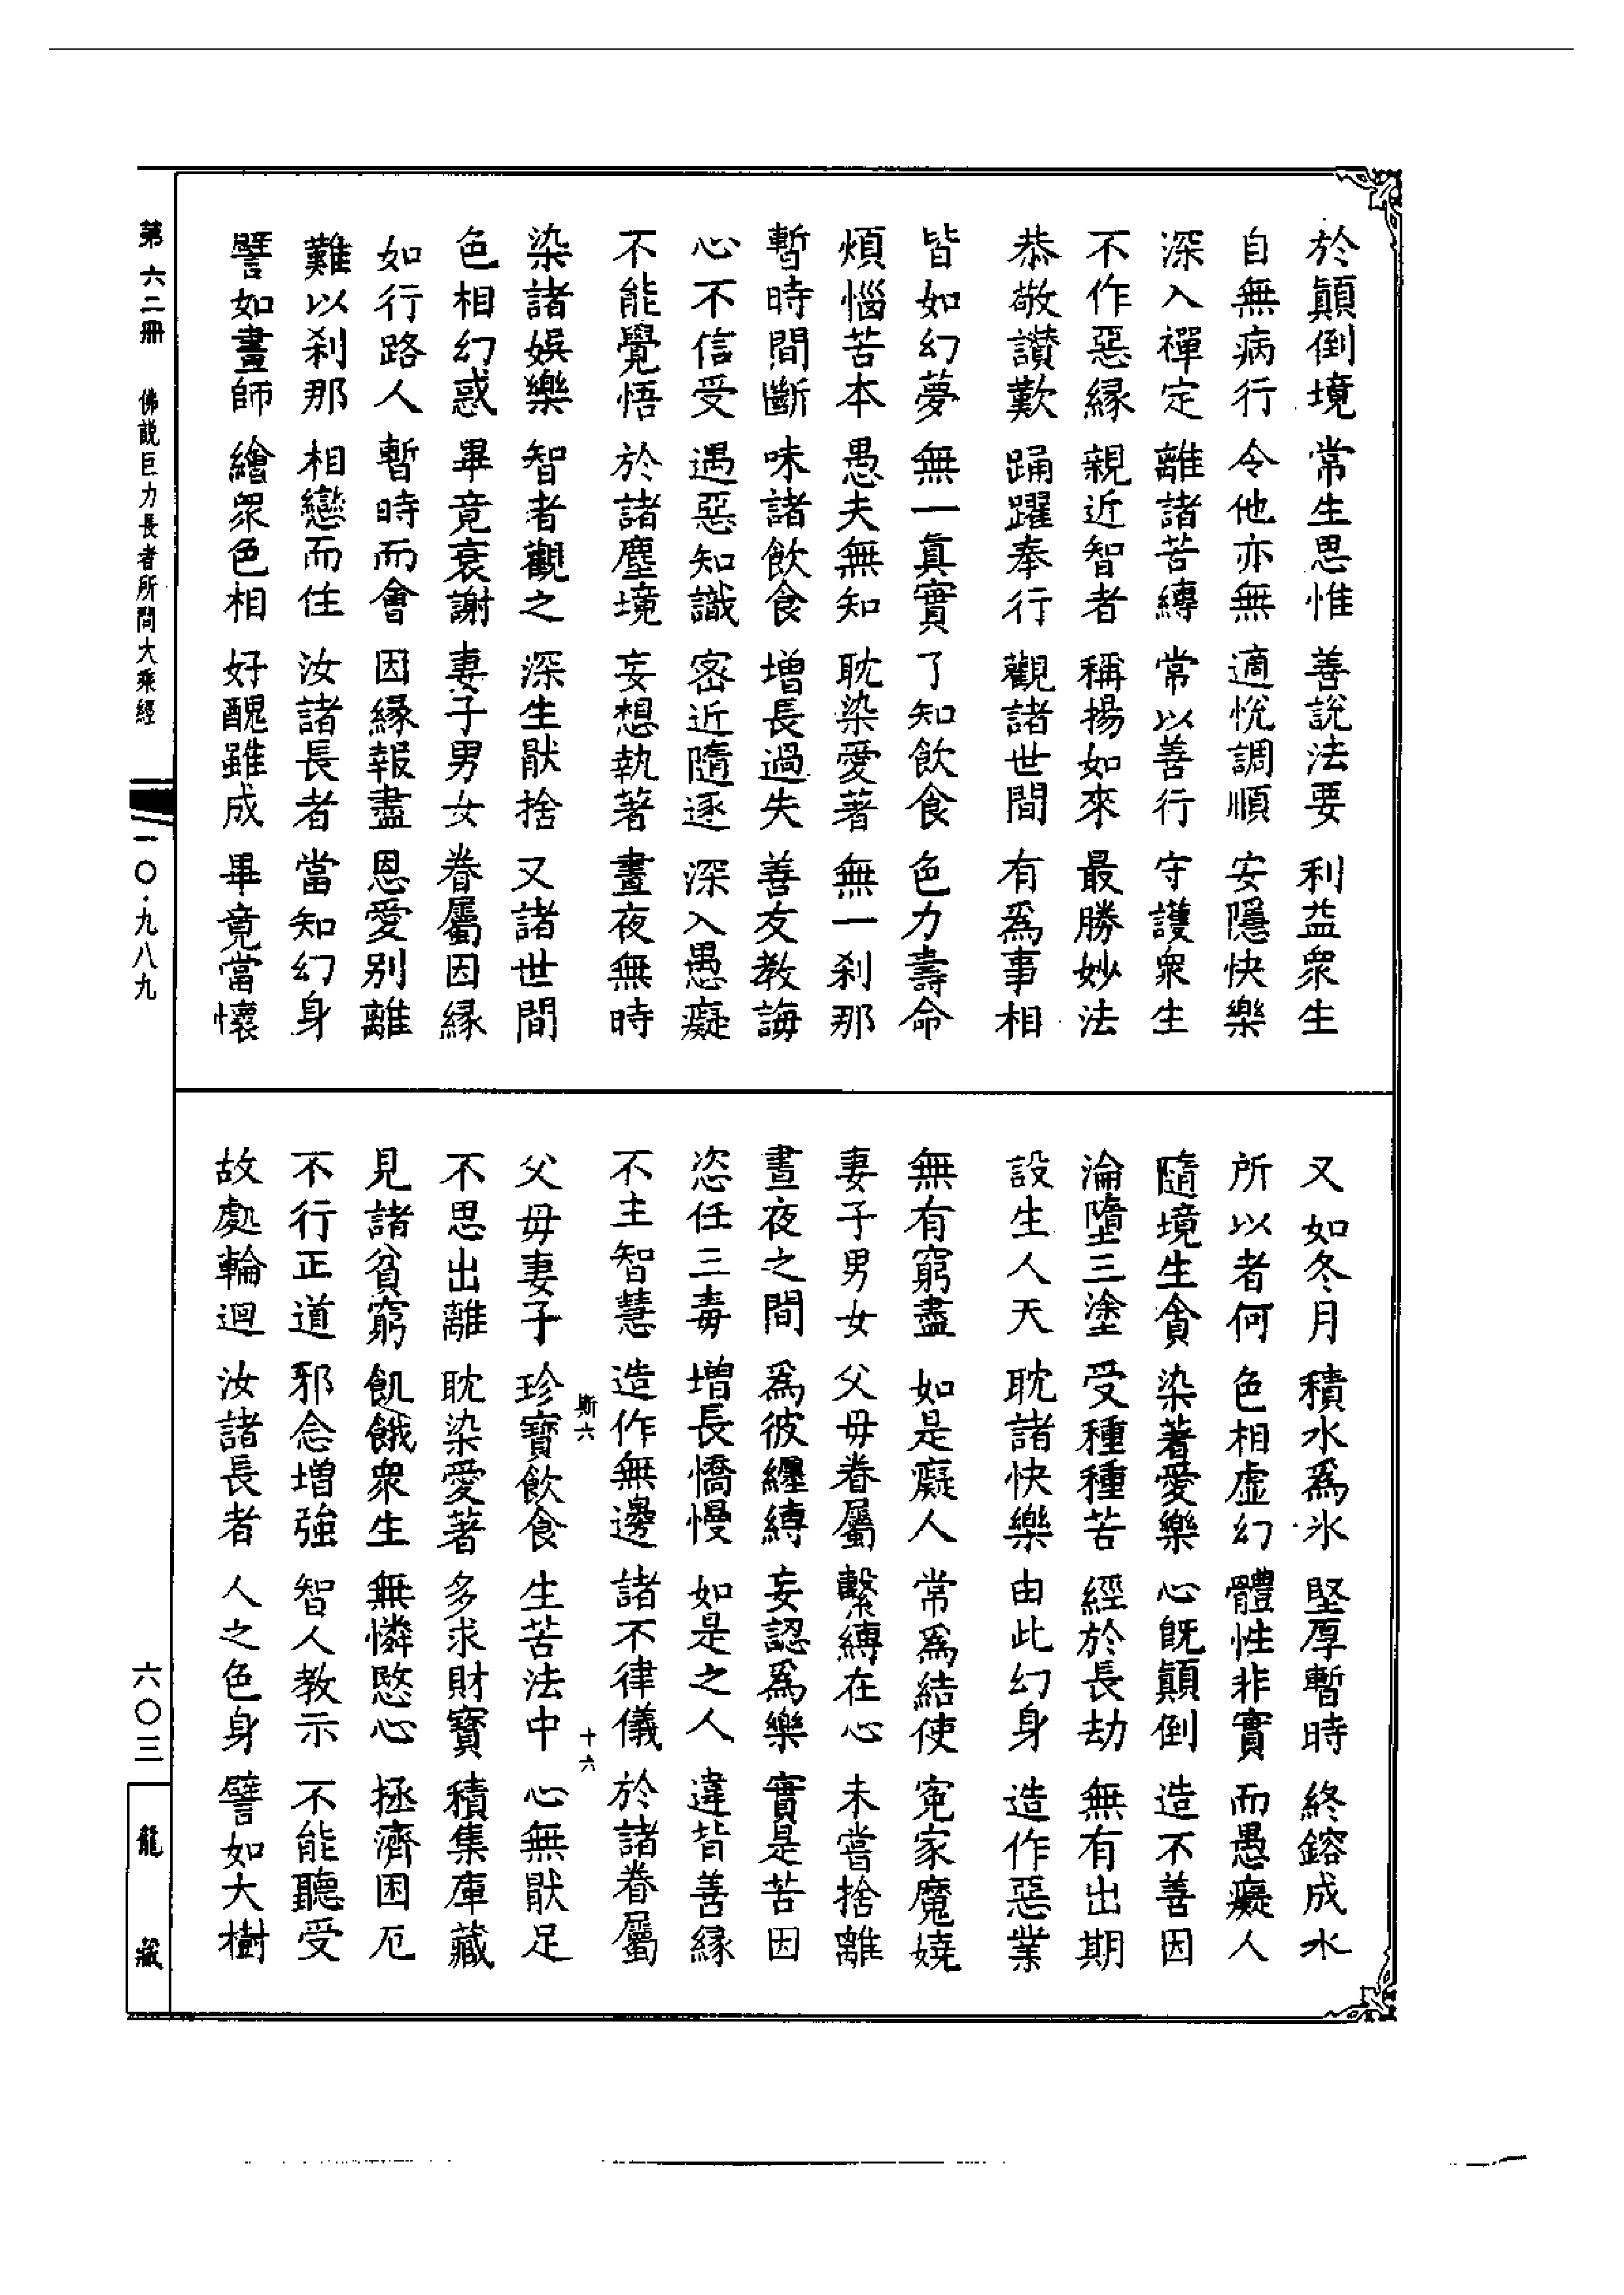 於顛倒境 常生思惟 善說法要 利益衆生
自無病行 令他亦無 適悅調順 安隱快樂
深入禪定 離諸苦縛 常以善行 守護衆生
不作惡緣 親近智者 稱揚如來 最勝妙法
恭敬讃歎 踊躍奉行 觀諸世間 有爲事相
皆如幻夢 無一真實 了知飲食 色力壽命
煩惱苦本 愚夫無知 耽染愛著 無一刹那
暫時間斷 味諸飲食 增長過失 善友教誨
心不信受 遇惡知識 密近隨逐 深入愚癡
不能覺悟 於諸塵境 妄想執著 晝夜無時
染諸娛樂 智者觀之 深生猒捨 又諸世間
色相幻惑 畢竟衰謝 妻子男女 眷屬因緣
如行路人 暫時而會 因緣報盡 恩愛別離
難以刹那 相戀而住 汝諸長者 當知幻身
譬如畫師 繪衆色相 好醜雖成 畢竟當懷
又如冬月 積水爲氷 堅厚暫時 終鎔成水
所以者何 色相虛幻 體性非實 而愚癡人
隨境生貪 染著愛樂 心旣顛倒 造不善因
淪墮三塗 受種種苦 經於長劫 無有出期
設生人天 耽諸快樂 由此幻身 造作惡業
無有窮盡 如是癡人 常爲結使 寃家魔嬈
妻子男女 父母眷屬 繫縛在心 未嘗捨離
晝夜之間 爲彼纏縛 妄認爲樂 實是苦因
恣任三毒 增長憍慢 如是之人 違背善緣
不主智慧 造作無邊 諸不律儀 於諸眷屬
斯六 十六
父母妻子 珍寶飲食 生苦法中 心無猒足
不思出離 耽染愛著 多求財寶 積集庫藏
見諸貧窮 飢餓衆生 無憐愍心 拯濟困厄
不行正道 邪念增強 智人教示 不能聽受
故處輪迴 汝諸長者 人之色身 譬如大樹
第六二冊 佛說巨力長者所問大乘經 一〇·九八九
六〇三 龍藏